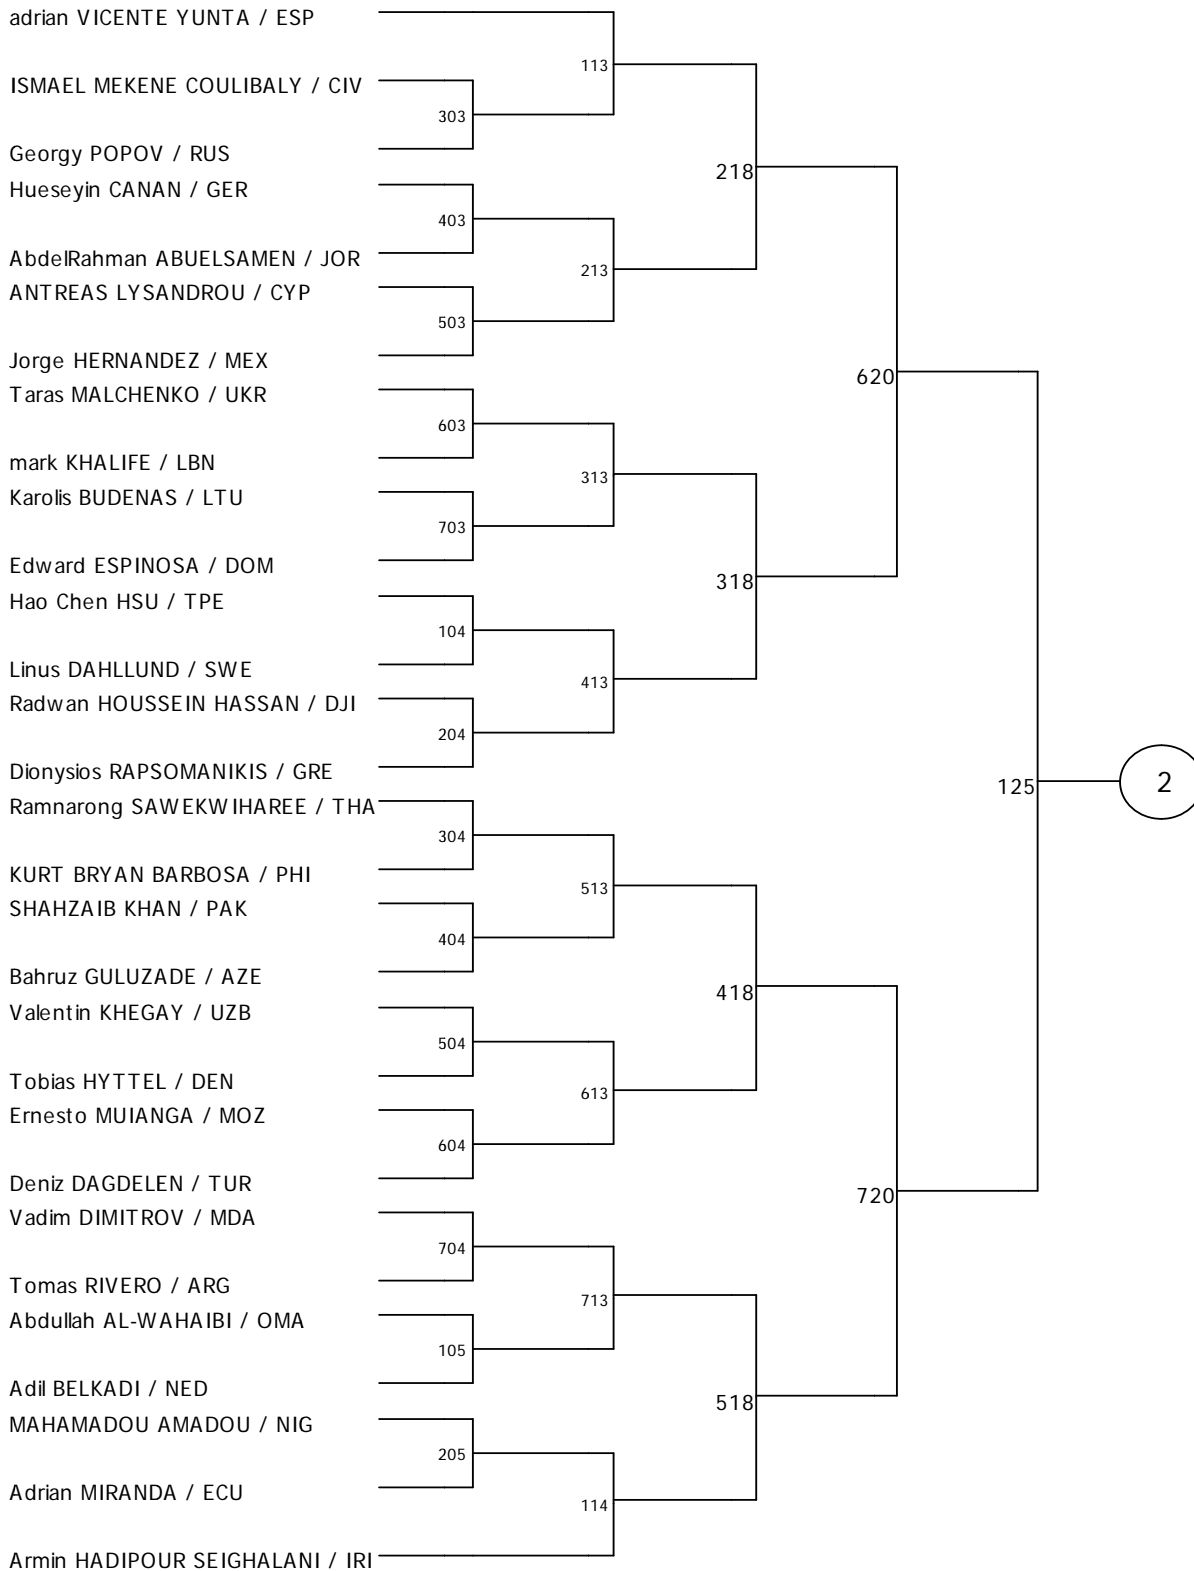 adrian VICENTE YUNTA / ESP
113
ISMAEL MEKENE COULIBALY / CIV
303
Georgy POPOV / RUS
218
Hueseyin CANAN / GER
403
AbdelRahman ABUELSAMEN / JOR
213
ANTREAS LYSANDROU / CYP
503
Jorge HERNANDEZ / MEX
620
Taras MALCHENKO / UKR
603
mark KHALIFE / LBN
313
Karolis BUDENAS / LTU
703
Edward ESPINOSA / DOM
318
Hao Chen HSU / TPE
104
Linus DAHLLUND / SWE
413
Radwan HOUSSEIN HASSAN / DJI
204
Dionysios RAPSOMANIKIS / GRE
125
2
Ramnarong SAWEKWIHAREE / THA
304
KURT BRYAN BARBOSA / PHI
513
SHAHZAIB KHAN / PAK
404
Bahruz GULUZADE / AZE
418
Valentin KHEGAY / UZB
504
Tobias HYTTEL / DEN
613
Ernesto MUIANGA / MOZ
604
Deniz DAGDELEN / TUR
720
Vadim DIMITROV / MDA
704
Tomas RIVERO / ARG
713
Abdullah AL-WAHAIBI / OMA
105
Adil BELKADI / NED
518
MAHAMADOU AMADOU / NIG
205
Adrian MIRANDA / ECU
114
Armin HADIPOUR SEIGHALANI / IRI